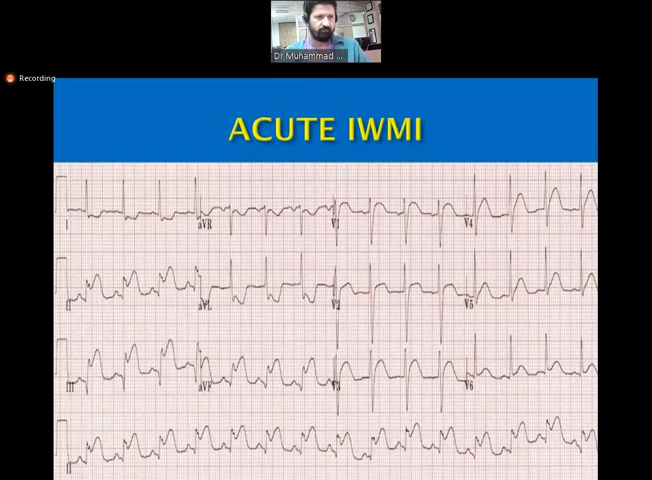 Dr Muhammad ...
Recording
ACUTE IWMI
I
aVR
V1
V4
II
aVL
V2
V5
III
aVF
V3
V6
II